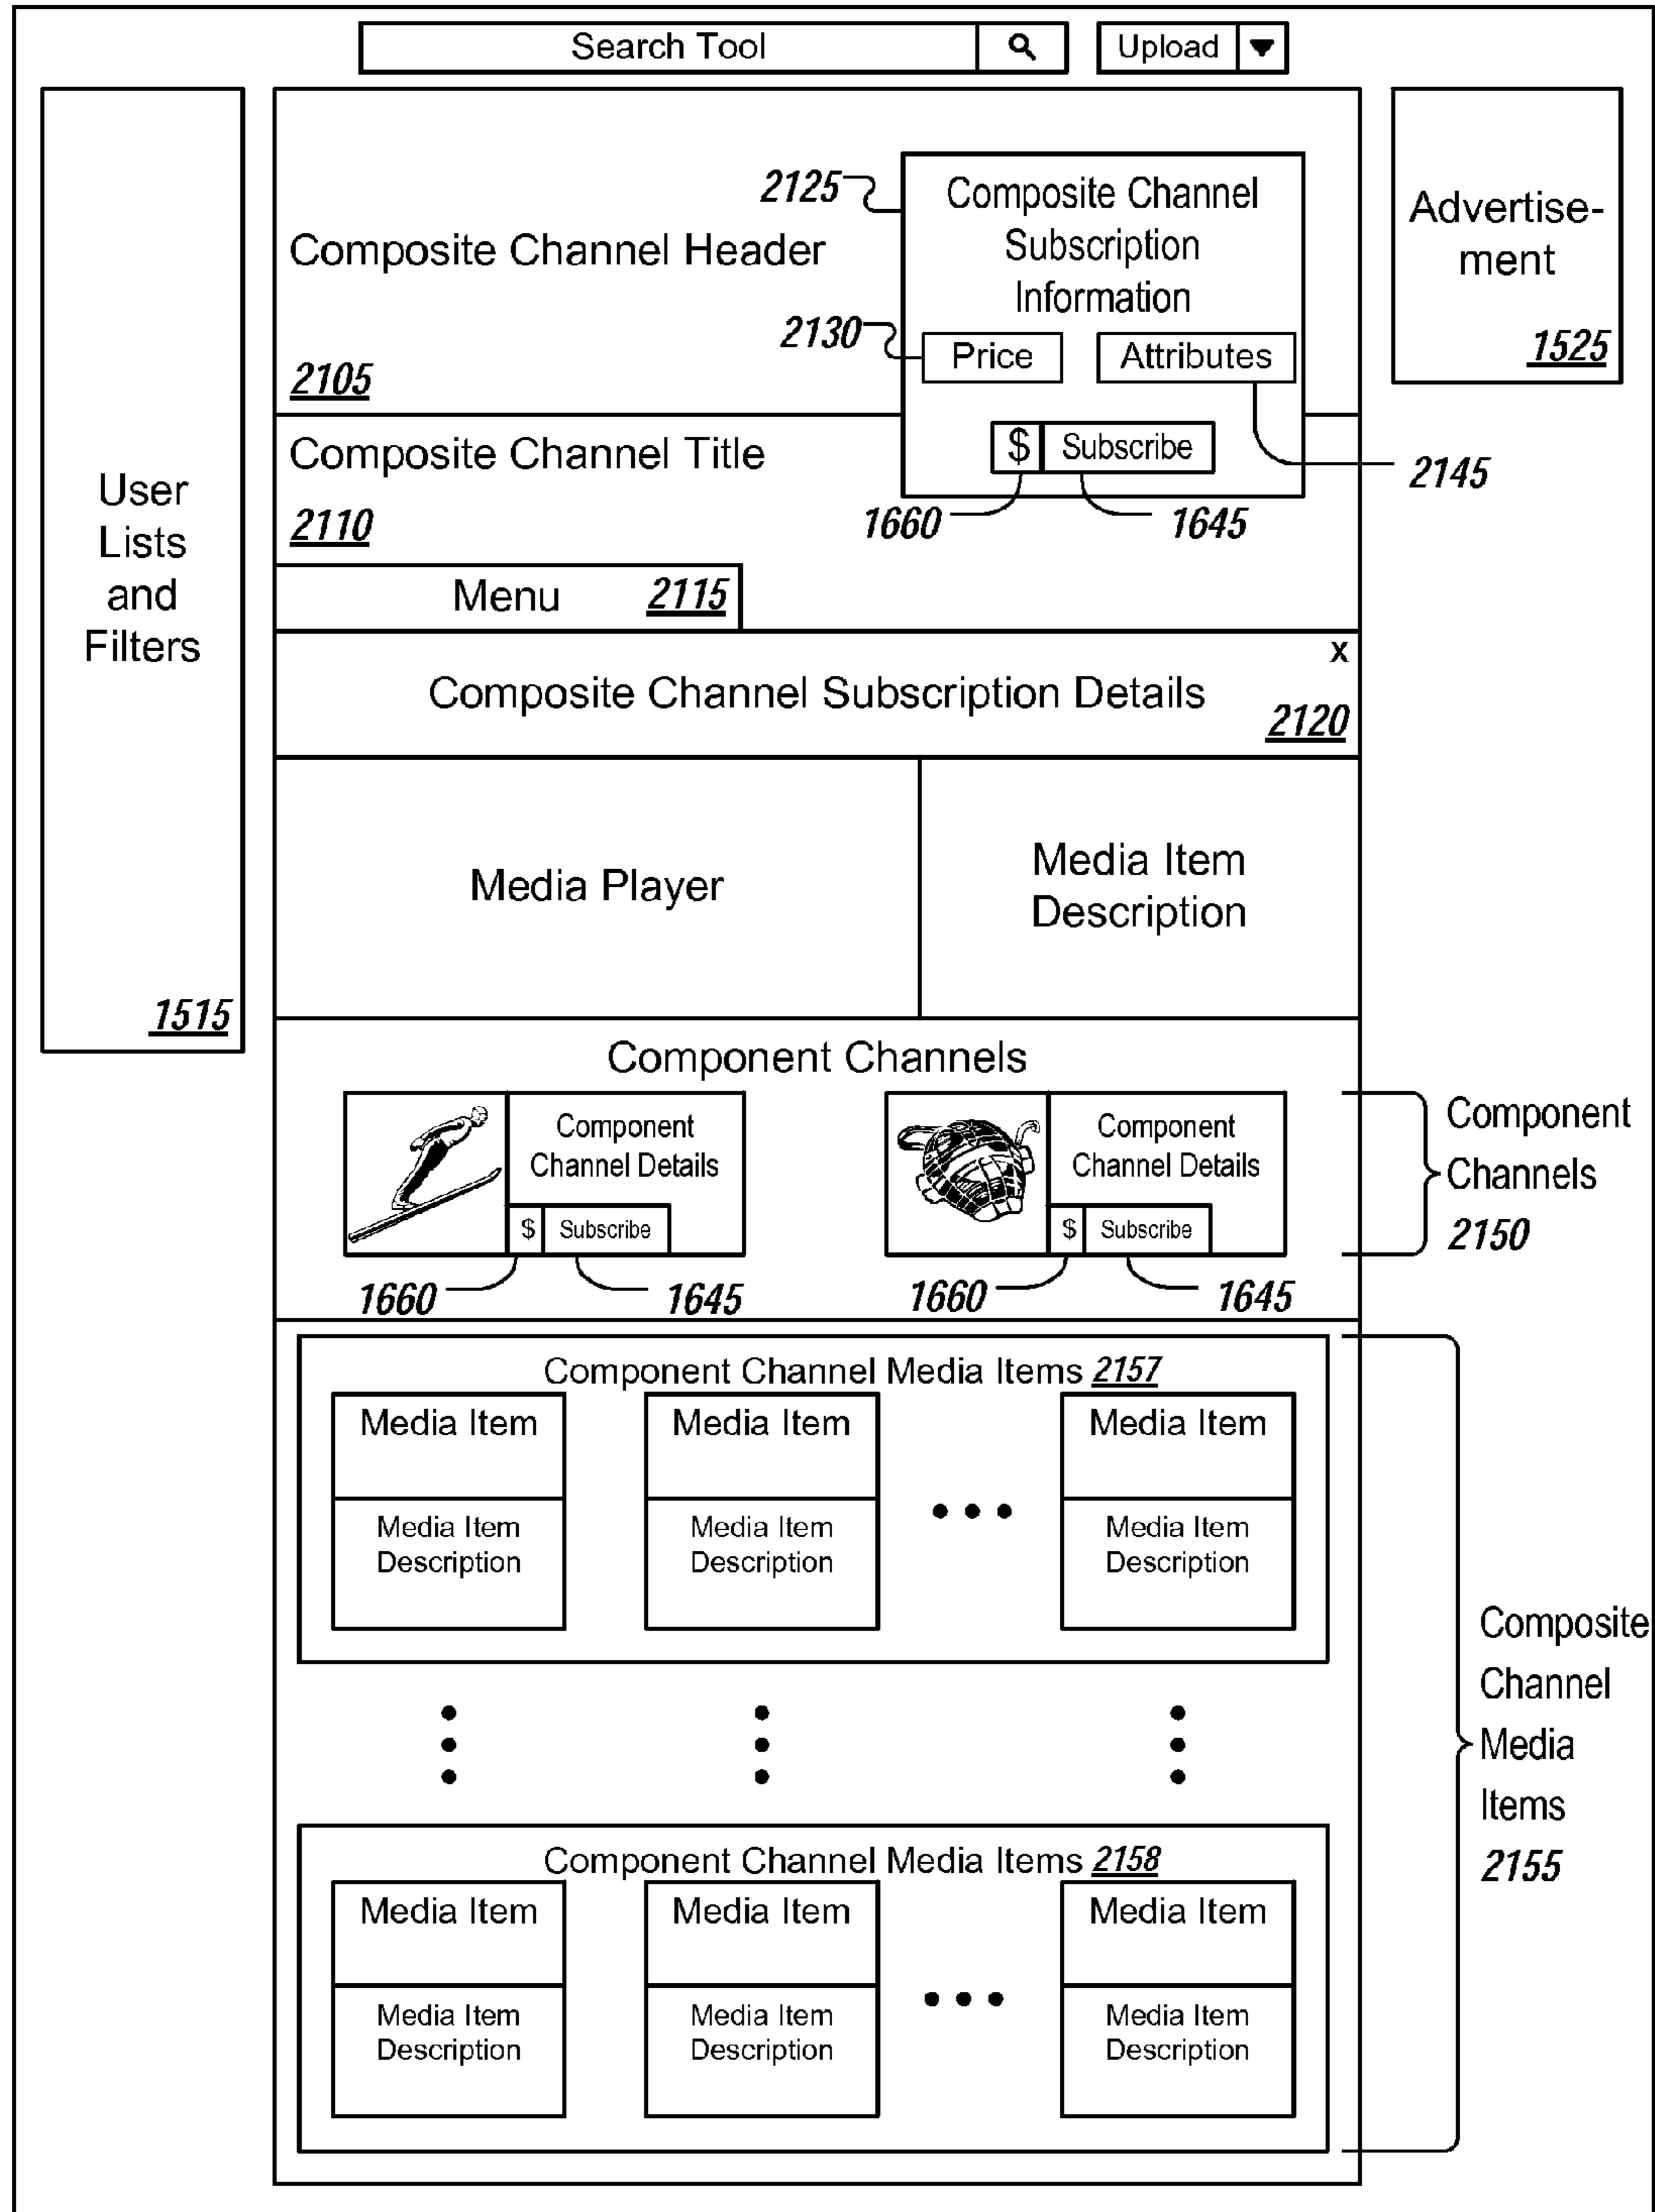 Search Tool
Upload
2125
Composite Channel
Subscription
Information
Composite Channel Header
2130
Price
Attributes
2105
Advertise-
ment
1525
Composite Channel Title
$ Subscribe
2145
2110
1660
1645
User
Lists
and
Filters
1515
Menu 2115
x
Composite Channel Subscription Details
2120
Media Player
Media Item
Description
Component Channels
Component
Channel Details
$ Subscribe
1660
1645
Component
Channel Details
$ Subscribe
1660
1645
Component
Channels
2150
Component Channel Media Items 2157
Media Item
Media Item
Description
Media Item
Media Item
Description
Media Item
Media Item
Description
Composite
Channel
Media
Items
2155
Component Channel Media Items 2158
Media Item
Media Item
Description
Media Item
Media Item
Description
Media Item
Media Item
Description